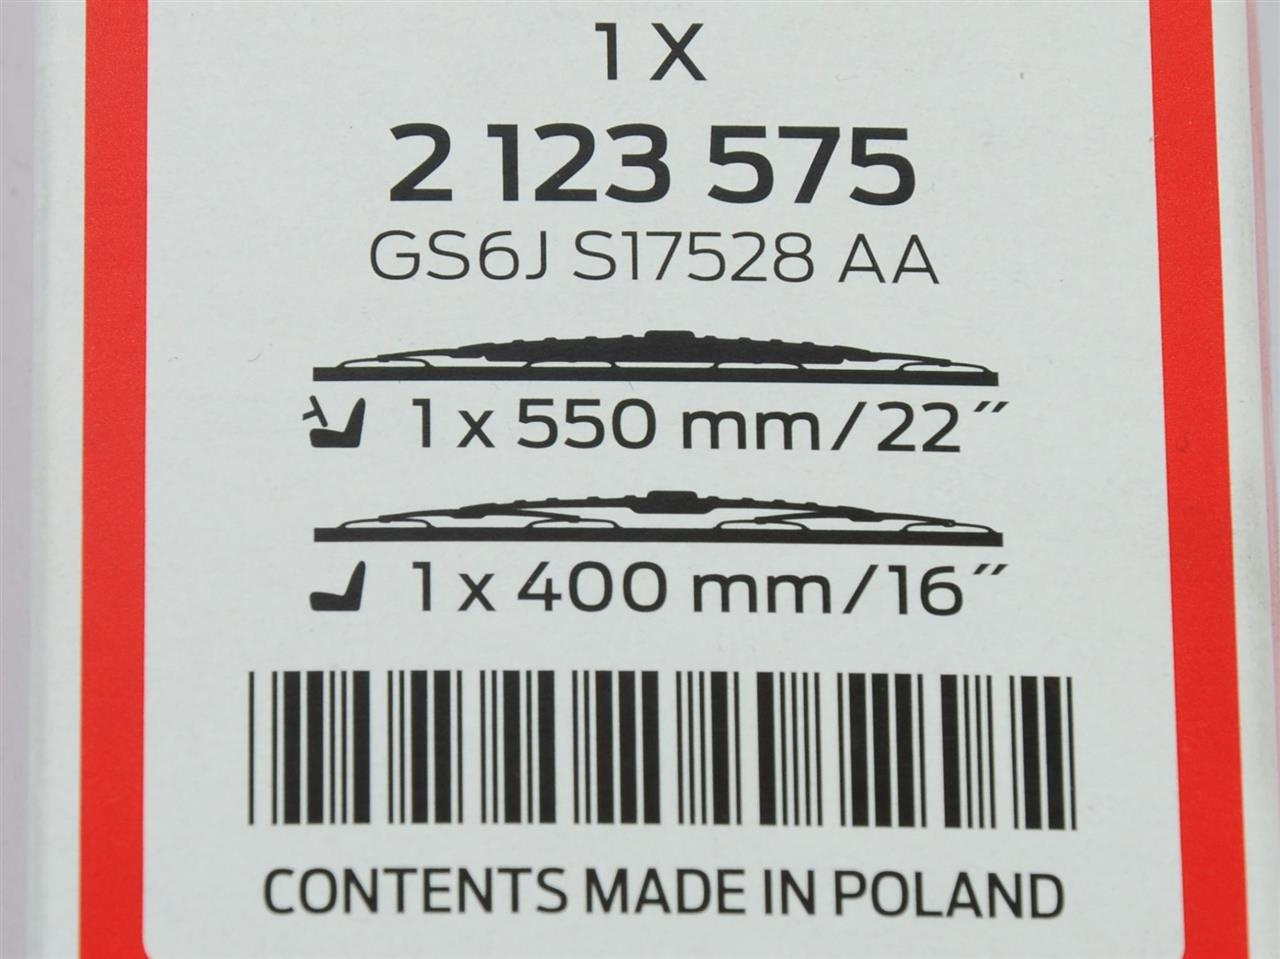 1 X
2 123 575
GS6J S17528 AA
1 x 550 mm/22″
1 x 400 mm/16″
CONTENTS MADE IN POLAND